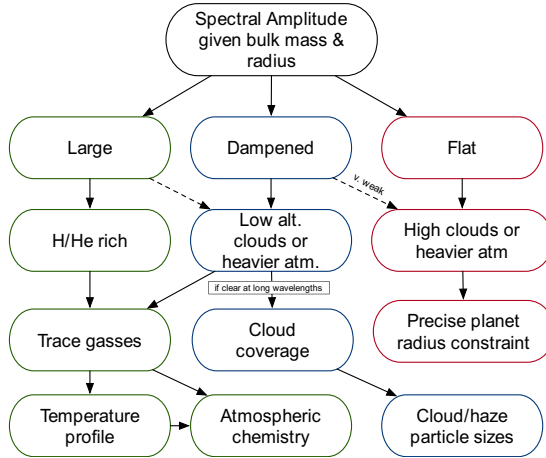 Spectral Amplitude
given bulk mass &
radius
Large
Dampened
Flat
v. weak
H/He rich
Low alt.
clouds or
heavier atm.
High clouds or
heavier atm
if clear at long wavelengths
Trace gasses
Cloud
coverage
Precise planet
radius constraint
Temperature
profile
Atmospheric
chemistry
Cloud/haze
particle sizes